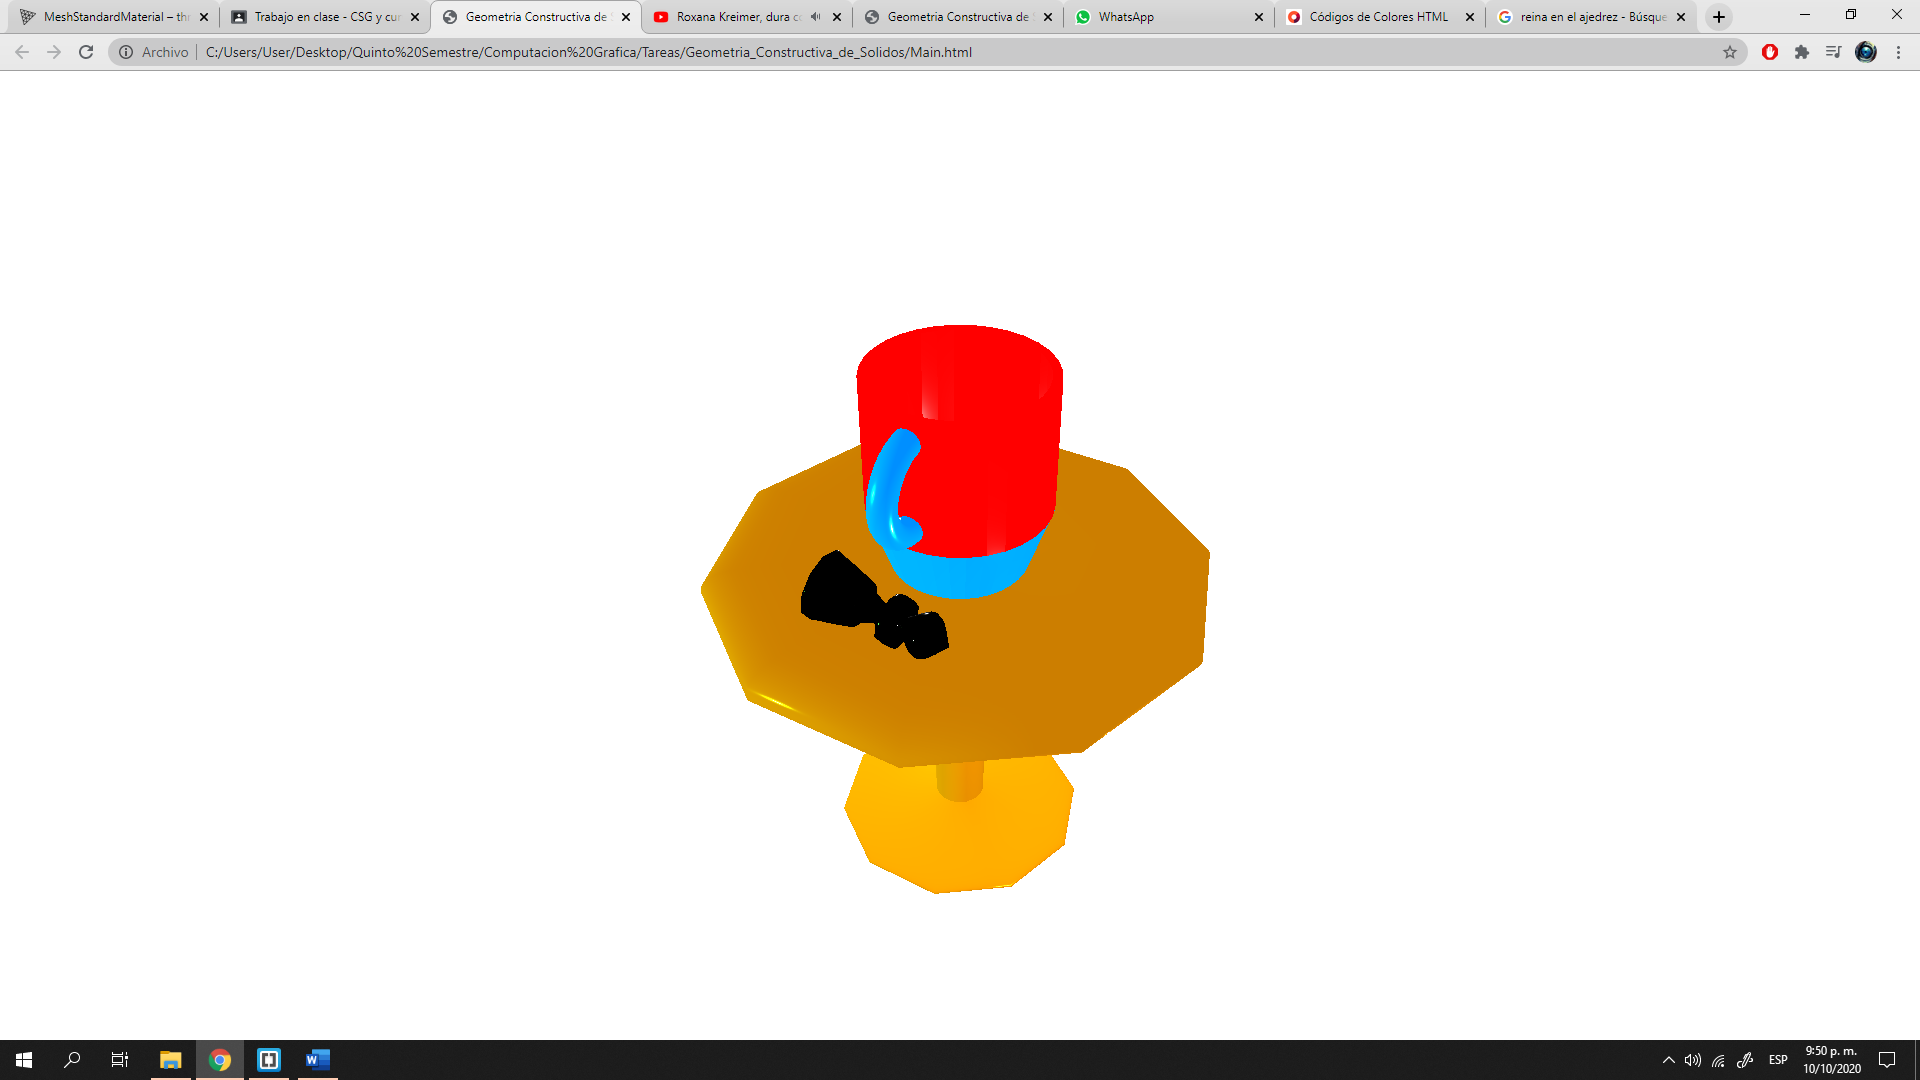 MeshStandardMaterial – thr
Trabajo en clase - CSG y cur
Geometria Constructiva de S
Roxana Kreimer, dura co
Geometria Constructiva de S
WhatsApp
Códigos de Colores HTML
reina en el ajedrez - Búsque
Archivo
C:/Users/User/Desktop/Quinto%20Semestre/Computacion%20Grafica/Tareas/Geometria_Constructiva_de_Solidos/Main.html
ESP
9:50 p. m.
10/10/2020